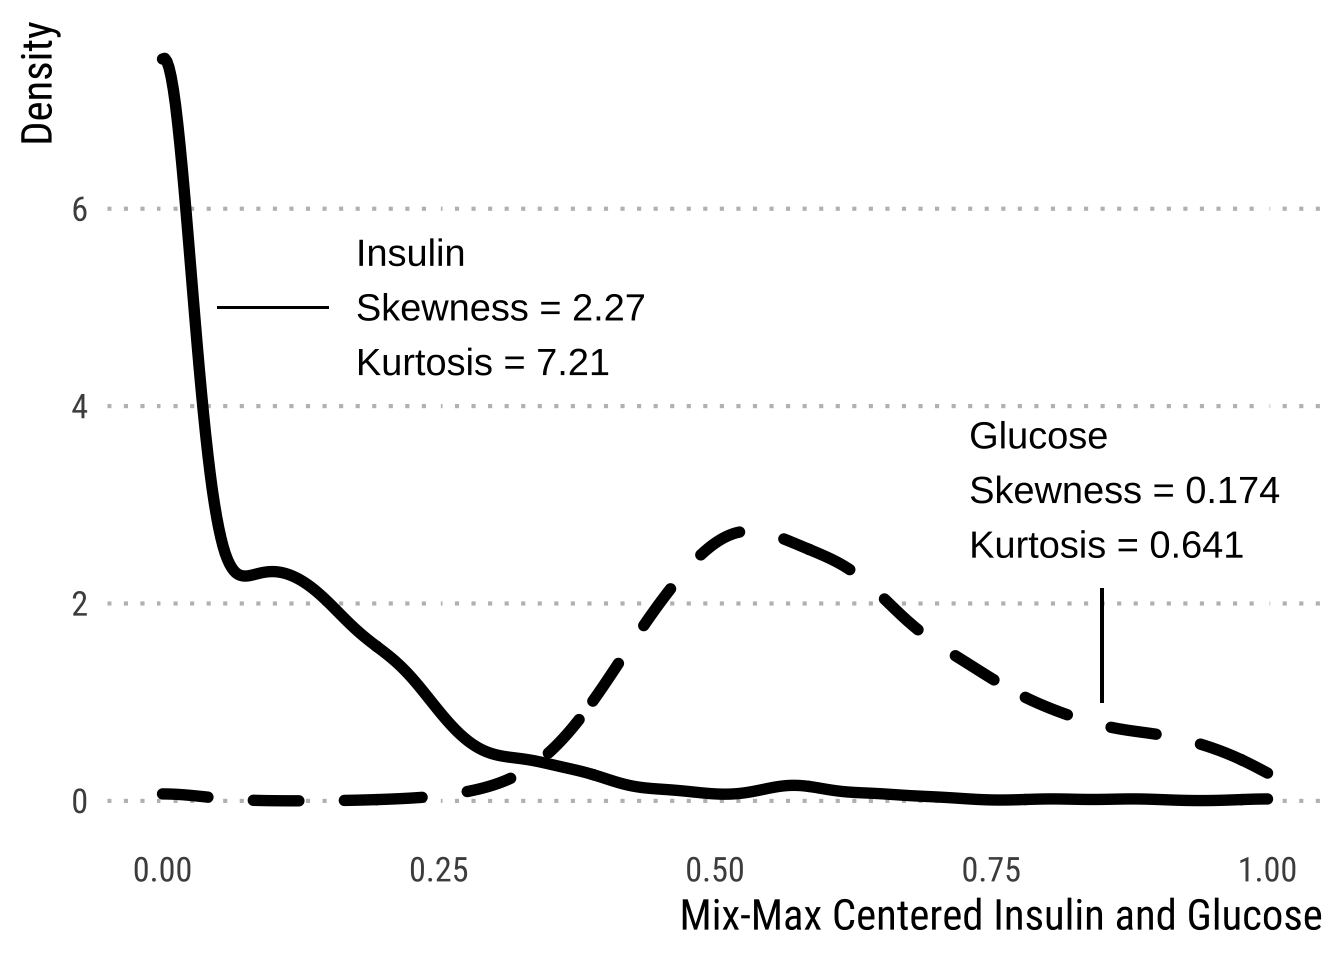 Density
6
4
2
0
Insulin
Skewness = 2.27
Kurtosis = 7.21
Glucose
Skewness = 0.174
Kurtosis = 0.641
0.00 0.25 0.50 0.75 1.00
Mix-Max Centered Insulin and Glucose